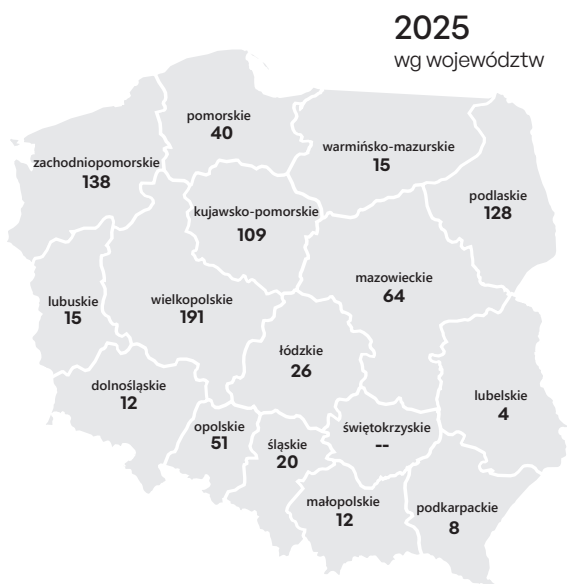 2025
wg województw
pomorskie
40
warmińsko-mazurskie
15
zachodniopomorskie
138
podlaskie
128
kujawsko-pomorskie
109
mazowieckie
64
lubuskie
15
wielkopolskie
191
łódzkie
26
dolnośląskie
12
lubelskie
4
opolskie
51
śląskie
20
świętokrzyskie
--
małopolskie
12
podkarpackie
8